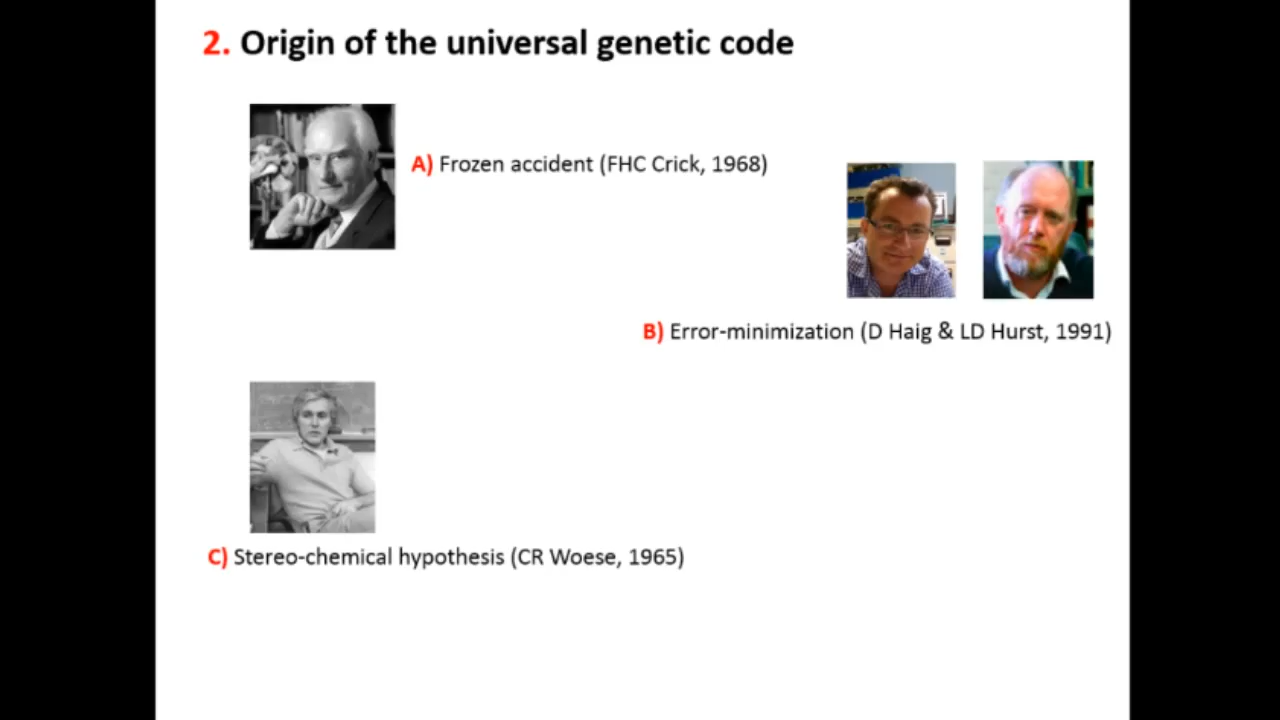 2. Origin of the universal genetic code
A) Frozen accident (FHC Crick, 1968)
B) Error-minimization (D Haig & LD Hurst, 1991)
C) Stereo-chemical hypothesis (CR Woese, 1965)